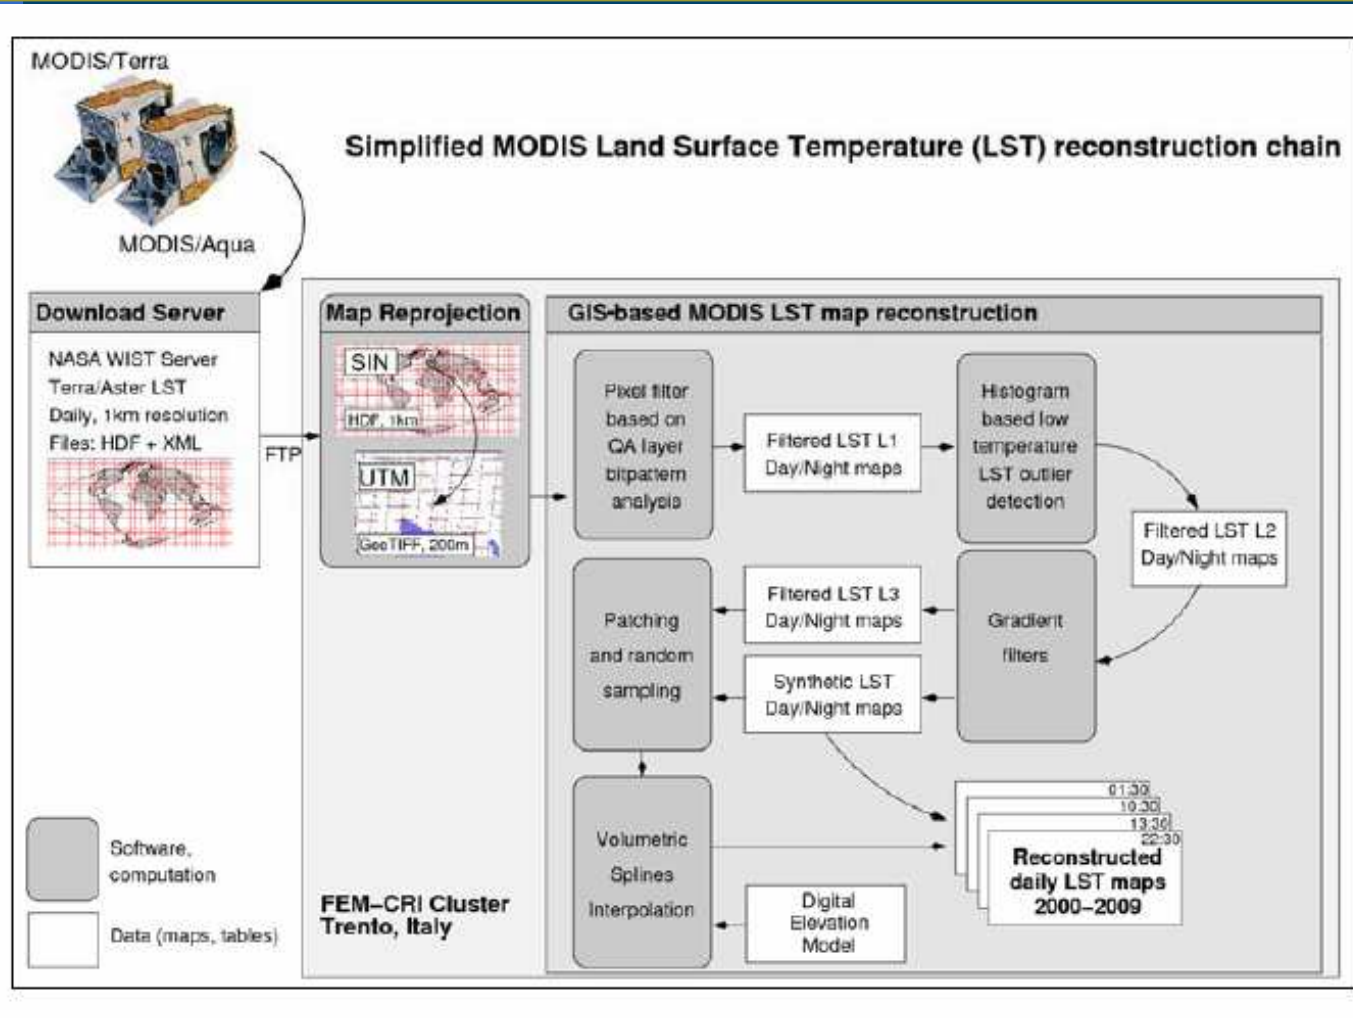 MODIS/Terra
MODIS/Aqua
Simplified MODIS Land Surface Temperature (LST) reconstruction chain
Download Server
NASA WIST Server
Terra/Aster LST
Daily, 1km resolution
Files: HDF + XML
FTP
Map Reprojection
SIN
HDF, 1km
UTM
GeoTIFF, 200m
GIS-based MODIS LST map reconstruction
Pixel filter
based on
QA layer
bitpattern
analysis
Filtered LST L1
Day/Night maps
Histogram
based low
temperature
LST outlier
detection
Filtered LST L2
Day/Night maps
Gradient
filters
Filtered LST L3
Day/Night maps
Synthetic LST
Day/Night maps
Patching
and random
sampling
Volumetric
Splines
Interpolation
Digital
Elevation
Model
01:30
10:30
13:30
22:30
Reconstructed
daily LST maps
2000–2009
FEM–CRI Cluster
Trento, Italy
Software,
computation
Data (maps, tables)